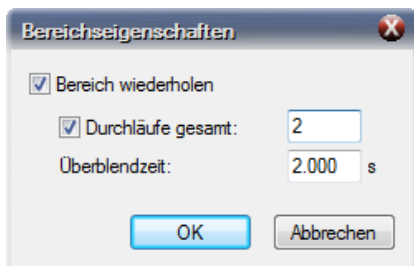 Bereichseigenschaften
Bereich wiederholen
Durchläufe gesamt: 2
Überblendzeit: 2.000 s
OK Abbrechen